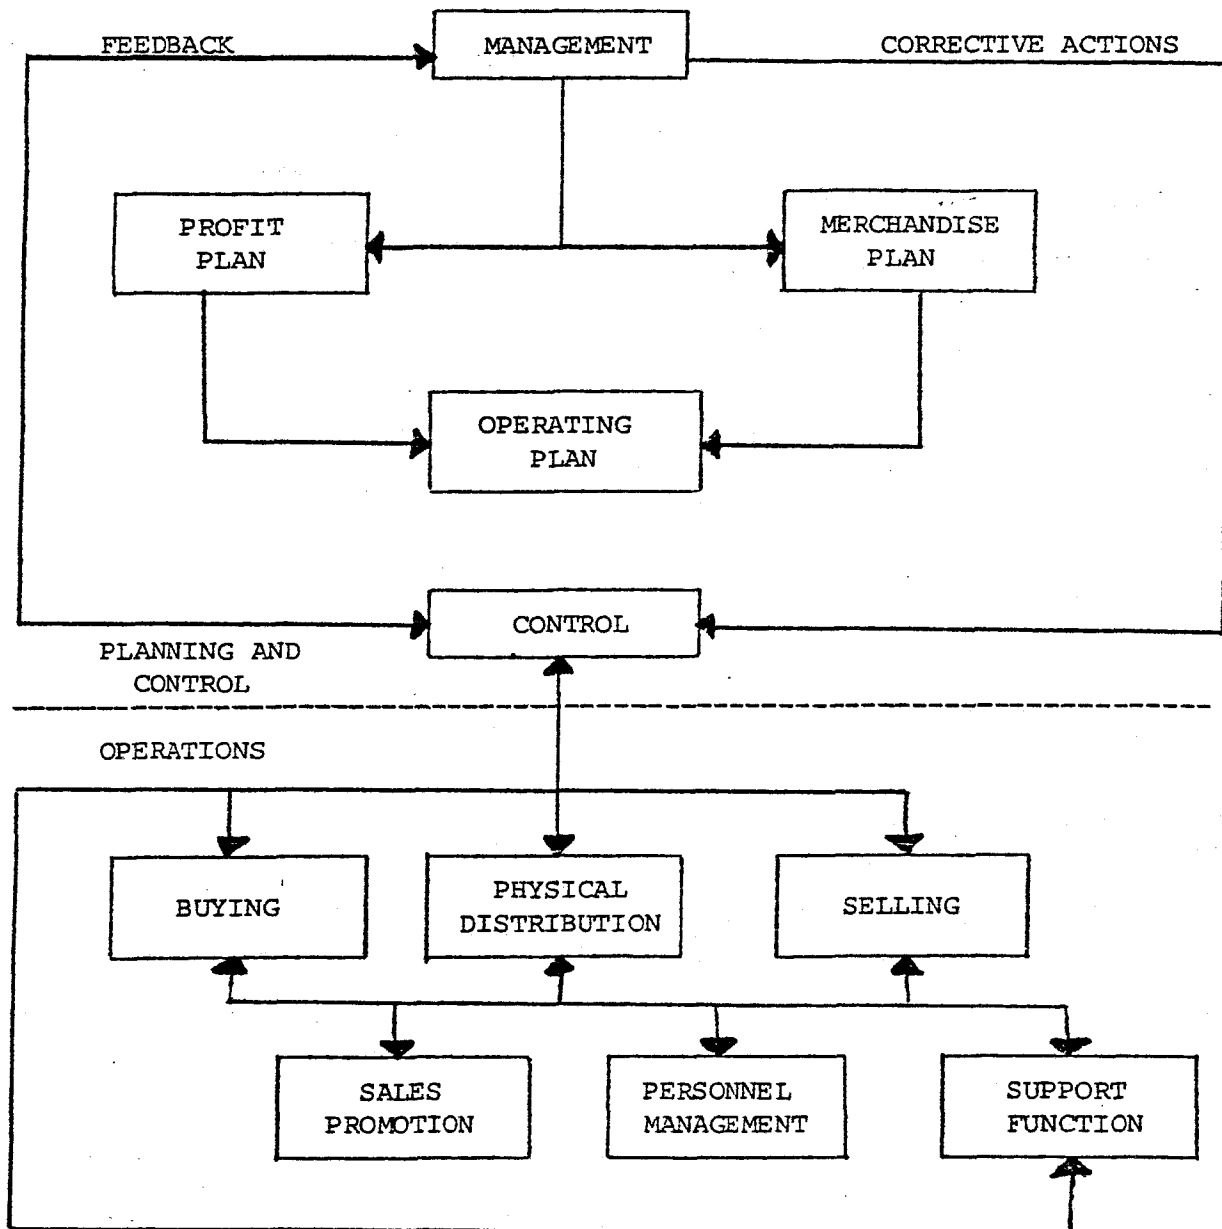 FEEDBACK
MANAGEMENT
CORRECTIVE ACTIONS
PROFIT
PLAN
MERCHANDISE
PLAN
OPERATING
PLAN
CONTROL
PLANNING AND
CONTROL
OPERATIONS
BUYING
PHYSICAL
DISTRIBUTION
SELLING
SALES
PROMOTION
PERSONNEL
MANAGEMENT
SUPPORT
FUNCTION